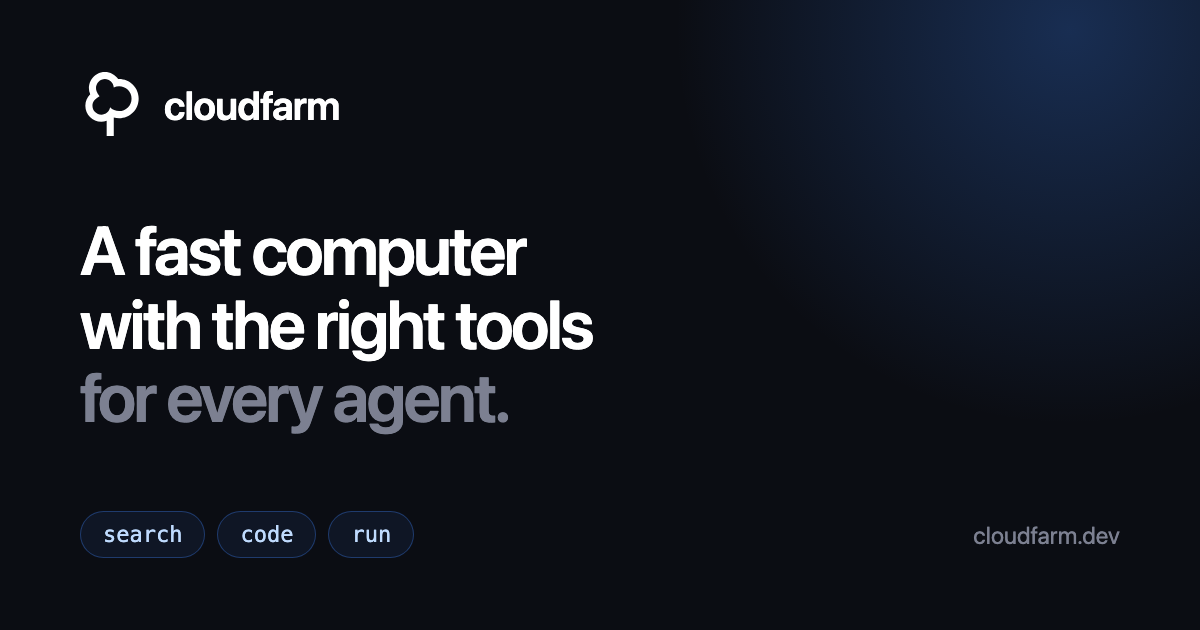 cloudfarm
A fast computer
with the right tools
for every agent.
search code run
cloudfarm.dev